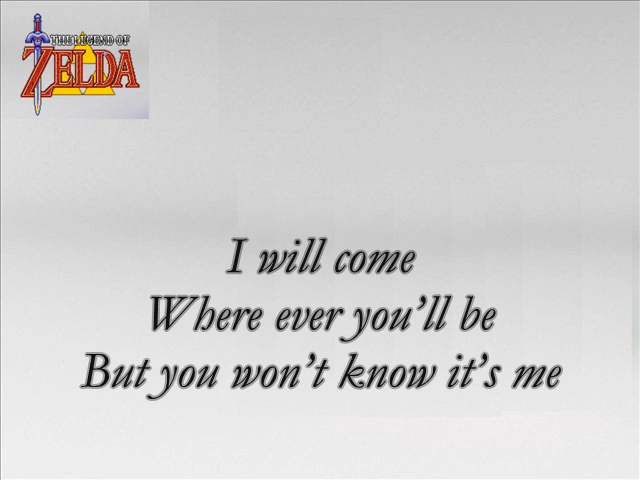 THE LEGEND OF
ZELDA
I will come
Where ever you’ll be
But you won’t know it’s me